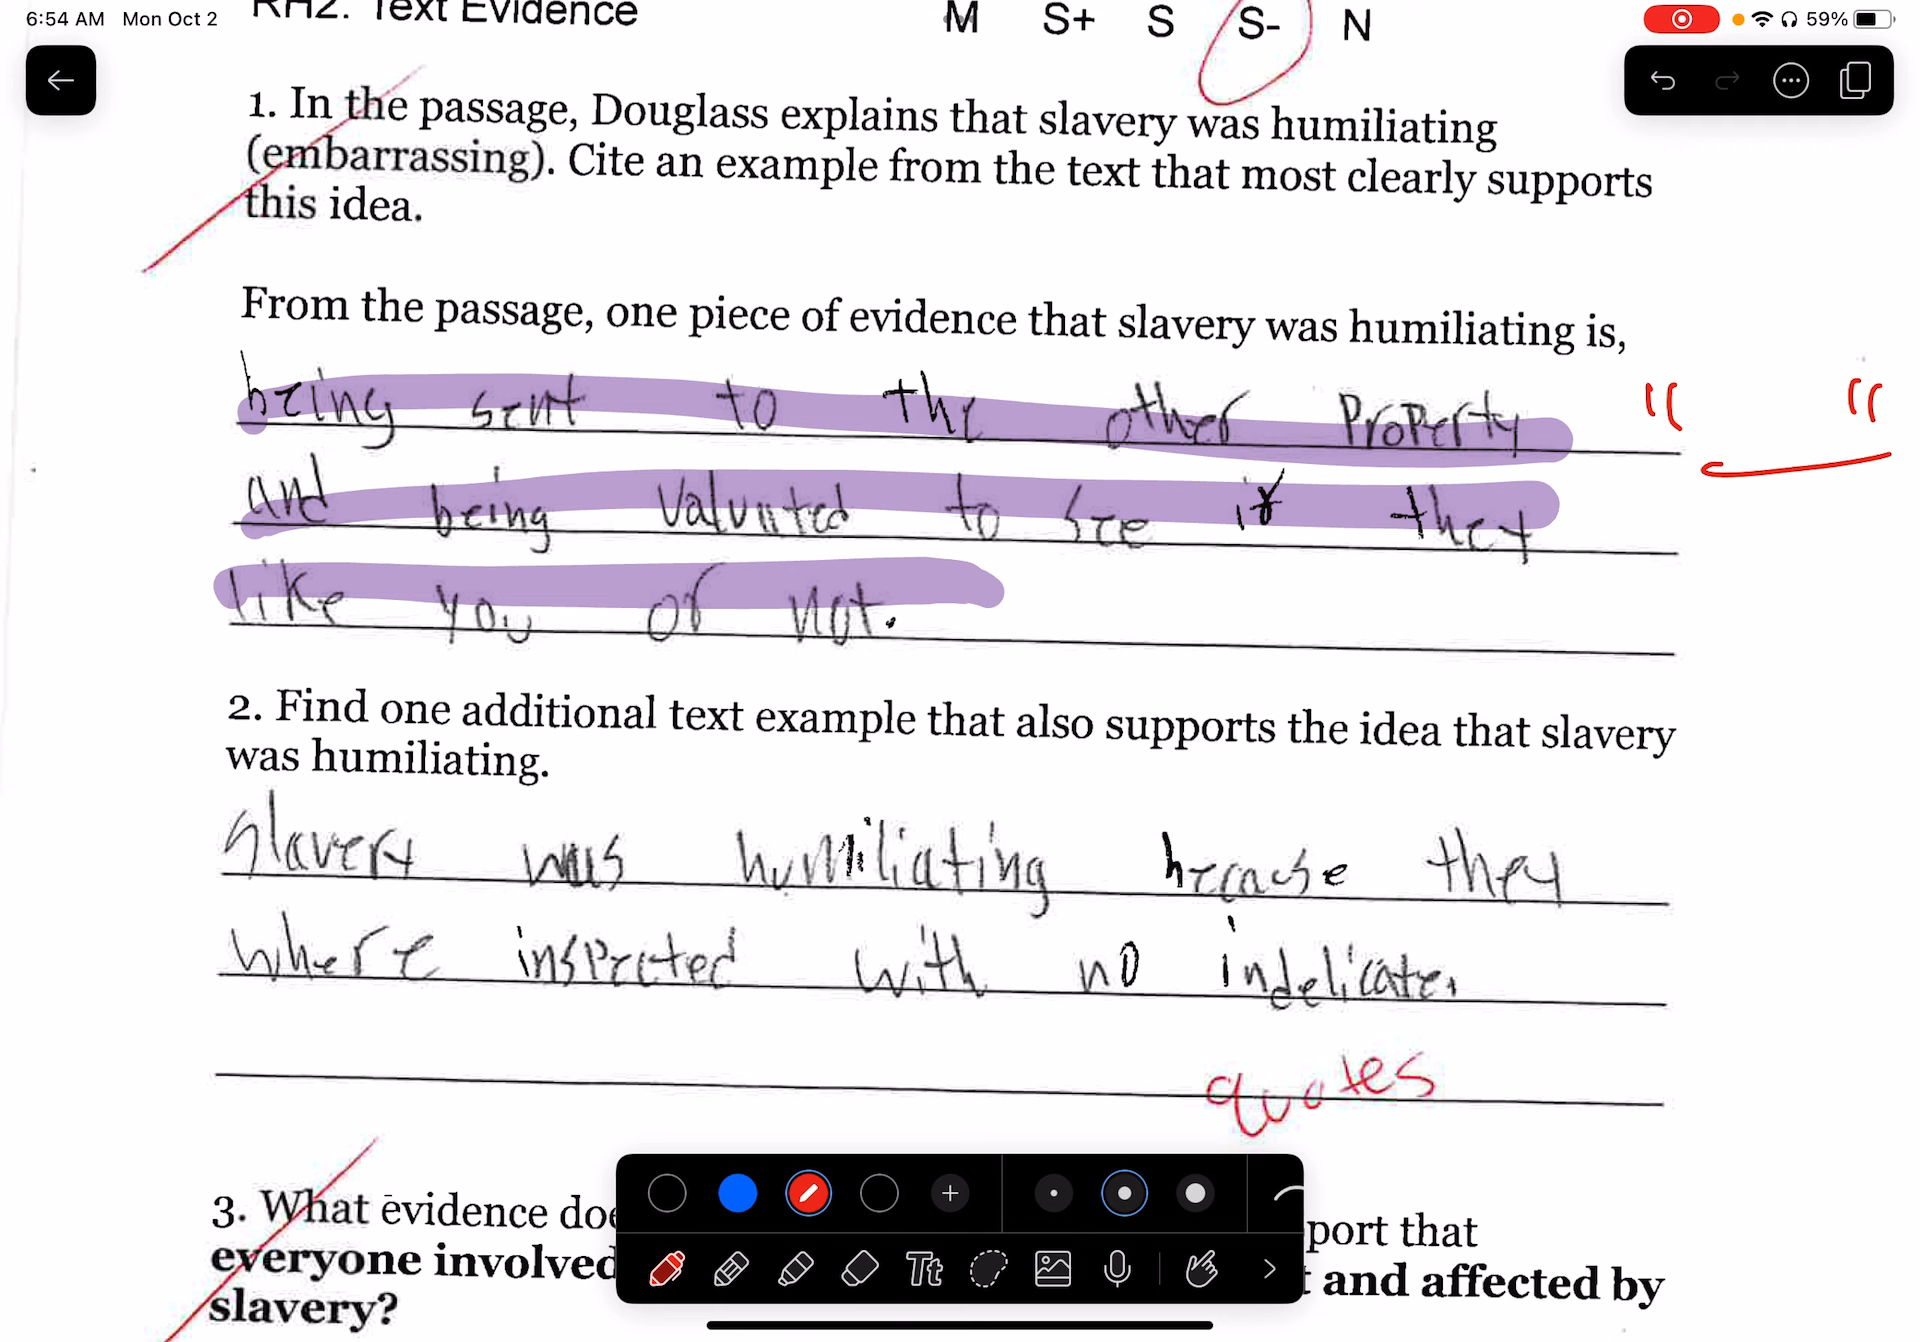 6:54 AM Mon Oct 2
59%
RH2. Text Evidence M S+ S S- N
1. In the passage, Douglass explains that slavery was humiliating
(embarrassing). Cite an example from the text that most clearly supports
this idea.
From the passage, one piece of evidence that slavery was humiliating is,
being sent to the other Property
" "
and being valuated to see if they
like you or not.
2. Find one additional text example that also supports the idea that slavery
was humiliating.
Slavery was humiliating because they
where inspected with no indelicate.
quotes
3. What evidence doe
port that
everyone involved
and affected by
slavery?
Tt